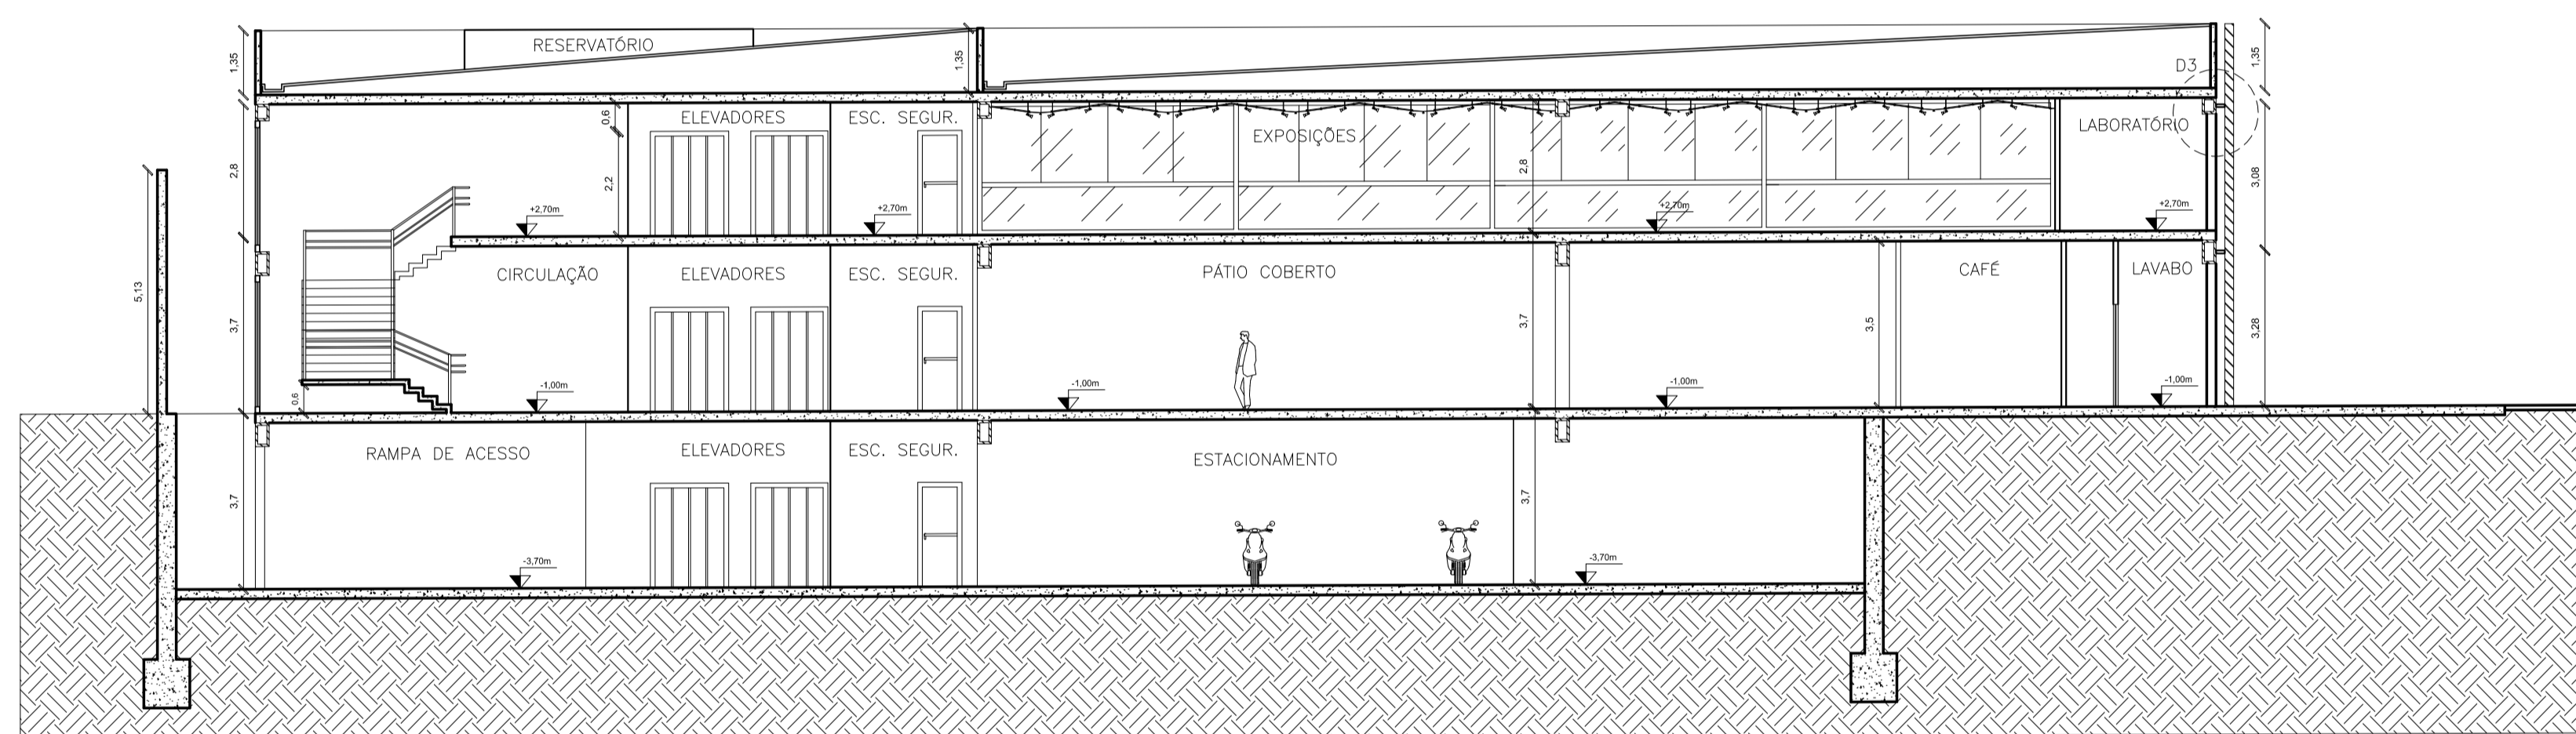 RESERVATÓRIO
1,35
1,35
1,35
D3
0,6
ELEVADORES
ESC. SEGUR.
EXPOSIÇÕES
LABORATÓRIO
2,8
2,2
2,8
3,08
+2,70m
+2,70m
+2,70m
+2,70m
5,13
CIRCULAÇÃO
ELEVADORES
ESC. SEGUR.
PÁTIO COBERTO
CAFÉ
LAVABO
3,7
3,7
3,5
3,28
0,6
-1,00m
-1,00m
-1,00m
-1,00m
RAMPA DE ACESSO
ELEVADORES
ESC. SEGUR.
ESTACIONAMENTO
3,7
3,7
-3,70m
-3,70m